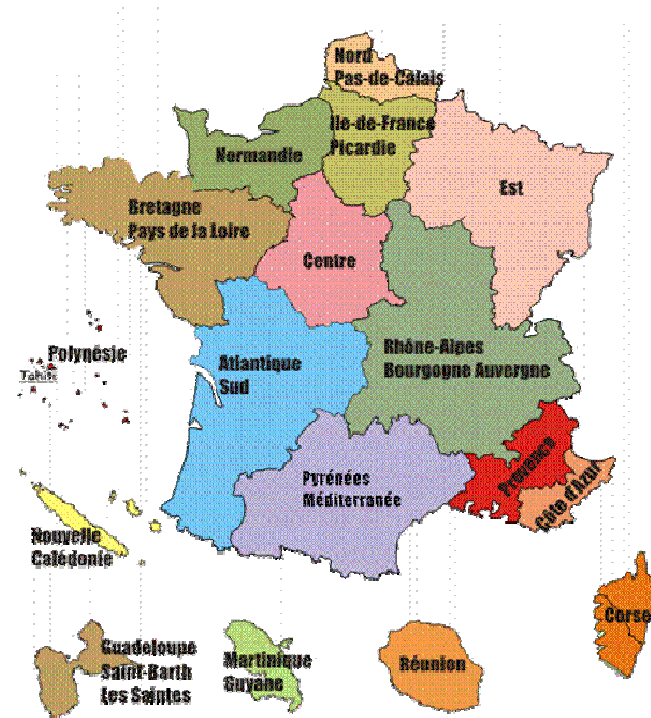 Nord
Pas-de-Calais
Ile-de-France
Picardie
Normandie
Est
Bretagne
Pays de la Loire
Centre
Rhône-Alpes
Bourgogne Auvergne
Polynésie
Tahiti
Atlantique
Sud
Provence
Côte d'Azur
Pyrénées
Méditerranée
Nouvelle
Calédonie
Corse
Guadeloupe
Saint-Barth
Les Saintes
Martinique
Guyane
Réunion